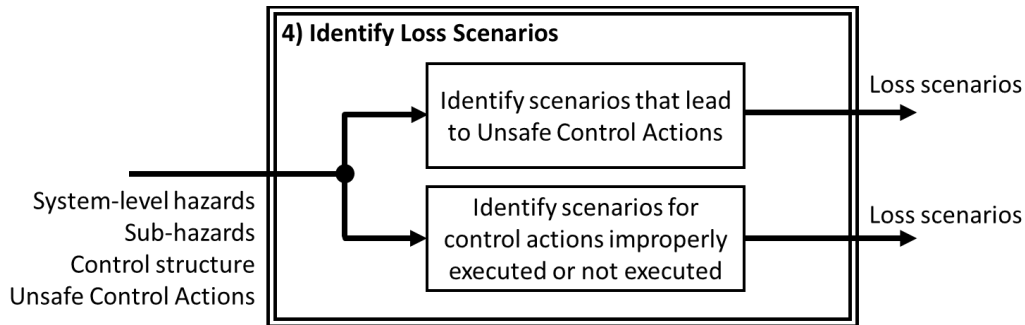 4) Identify Loss Scenarios
Identify scenarios that lead
to Unsafe Control Actions
Loss scenarios
System-level hazards
Sub-hazards
Control structure
Unsafe Control Actions
Identify scenarios for
control actions improperly
executed or not executed
Loss scenarios